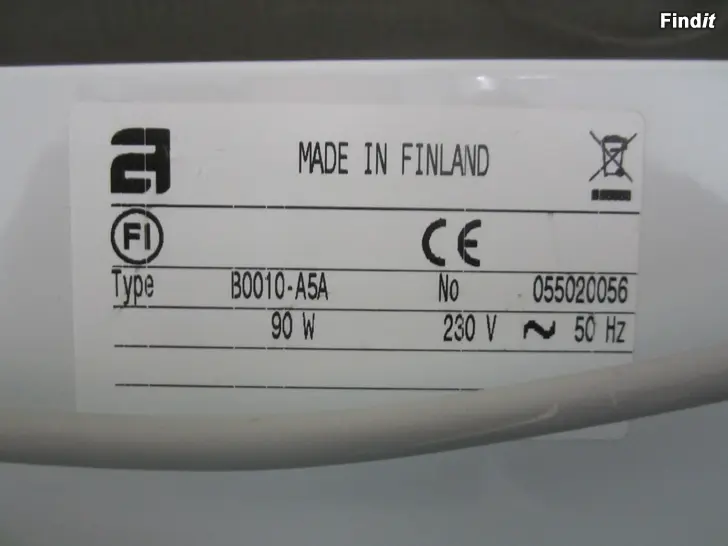 Findit
a
MADE IN FINLAND
FI
CE
Type B0010-A5A No 055020056
90 W 230 V ~ 50 Hz